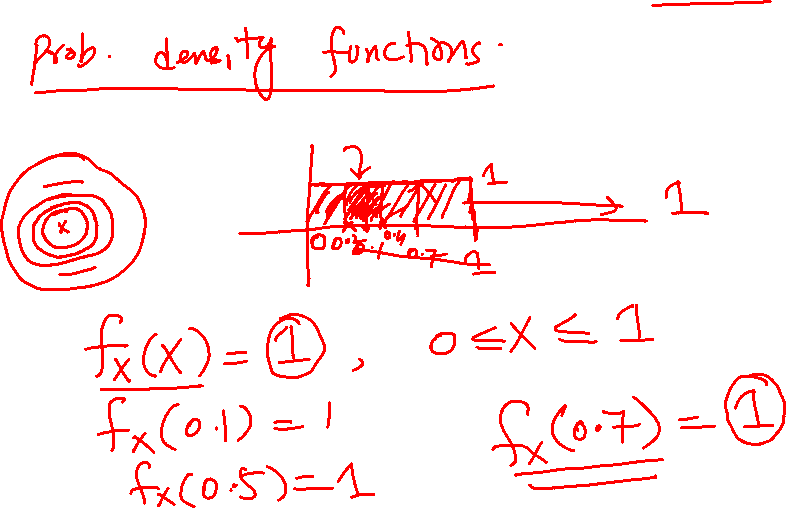 Prob. density functions.
x
1
1
0 0.2 0.4 0.7 1
fx(x) = 1, 0 ≤ x ≤ 1
fx(0.1) = 1
fx(0.7) = 1
fx(0.5) = 1